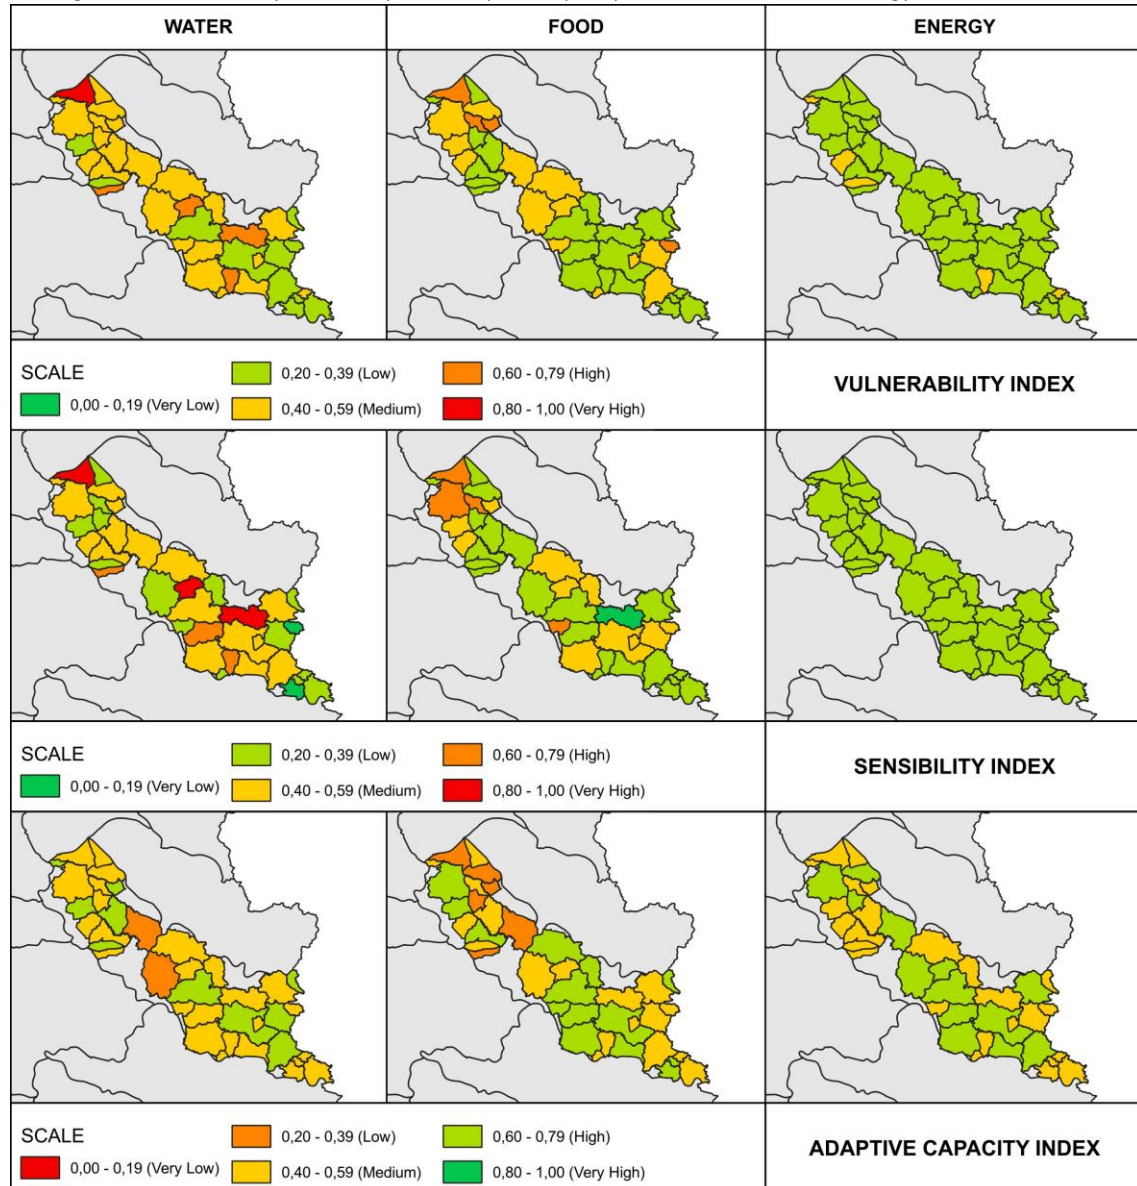 WATER FOOD ENERGY
SCALE 0,20 - 0,39 (Low) 0,60 - 0,79 (High)
0,00 - 0,19 (Very Low) 0,40 - 0,59 (Medium) 0,80 - 1,00 (Very High)
VULNERABILITY INDEX
SCALE 0,20 - 0,39 (Low) 0,60 - 0,79 (High)
0,00 - 0,19 (Very Low) 0,40 - 0,59 (Medium) 0,80 - 1,00 (Very High)
SENSIBILITY INDEX
SCALE 0,20 - 0,39 (Low) 0,60 - 0,79 (High)
0,00 - 0,19 (Very Low) 0,40 - 0,59 (Medium) 0,80 - 1,00 (Very High)
ADAPTIVE CAPACITY INDEX